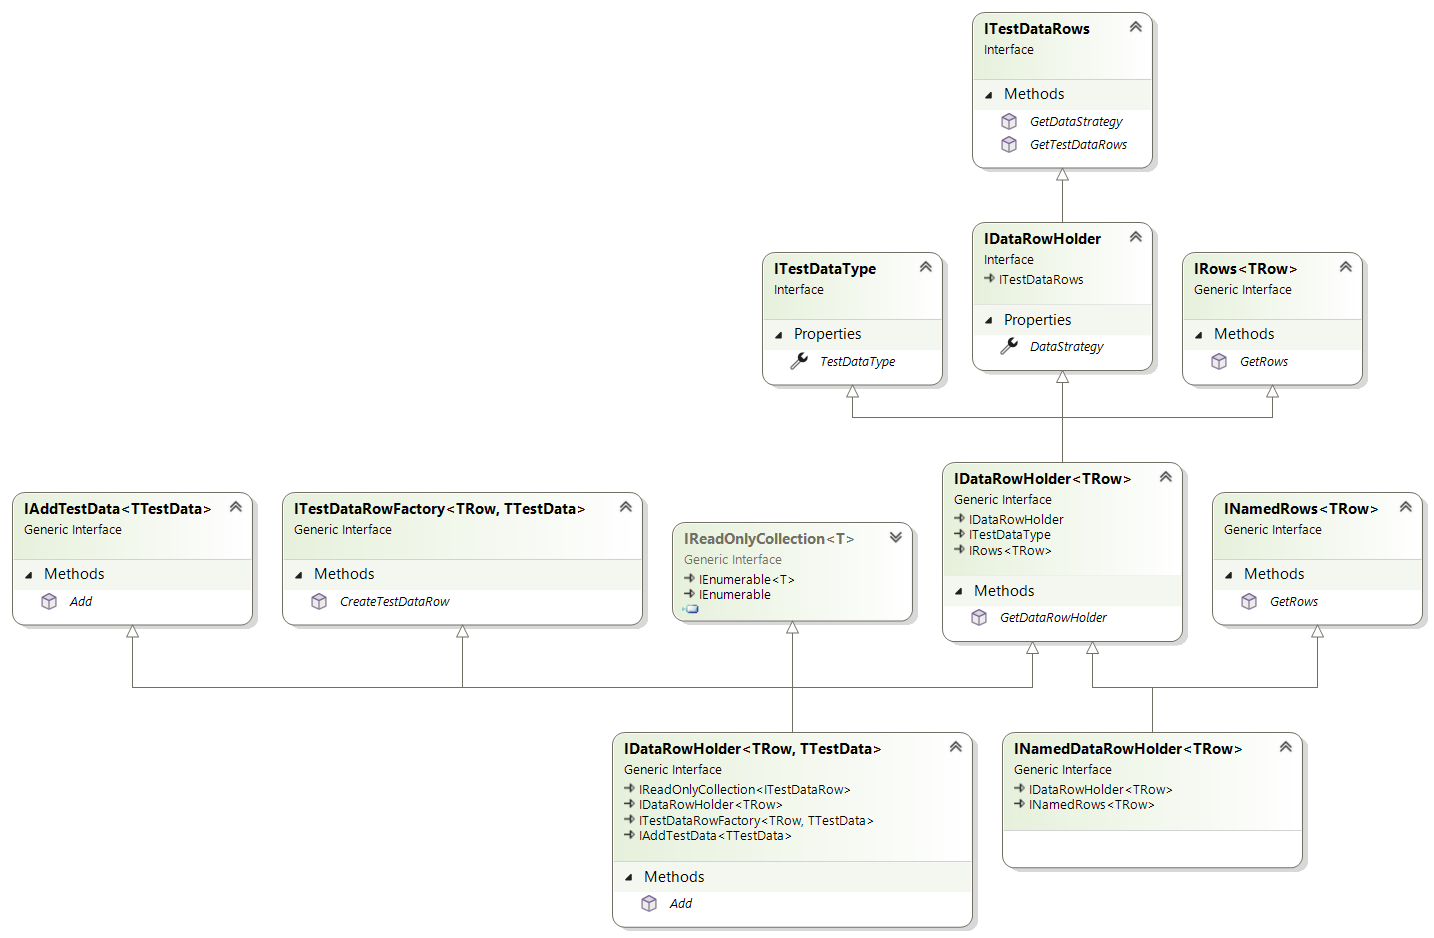 ITestDataRows
Interface
Methods
GetDataStrategy
GetTestDataRows
ITestDataType
Interface
Properties
TestDataType
IDataRowHolder
Interface
ITestDataRows
Properties
DataStrategy
IRows<TRow>
Generic Interface
Methods
GetRows
IAddTestData<TTestData>
Generic Interface
Methods
Add
ITestDataRowFactory<TRow, TTestData>
Generic Interface
Methods
CreateTestDataRow
IReadOnlyCollection<T>
Generic Interface
IEnumerable<T>
IEnumerable
IDataRowHolder<TRow>
Generic Interface
IDataRowHolder
ITestDataType
IRows<TRow>
Methods
GetDataRowHolder
INamedRows<TRow>
Generic Interface
Methods
GetRows
IDataRowHolder<TRow, TTestData>
Generic Interface
IReadOnlyCollection<ITestDataRow>
IDataRowHolder<TRow>
ITestDataRowFactory<TRow, TTestData>
IAddTestData<TTestData>
Methods
Add
INamedDataRowHolder<TRow>
Generic Interface
IDataRowHolder<TRow>
INamedRows<TRow>